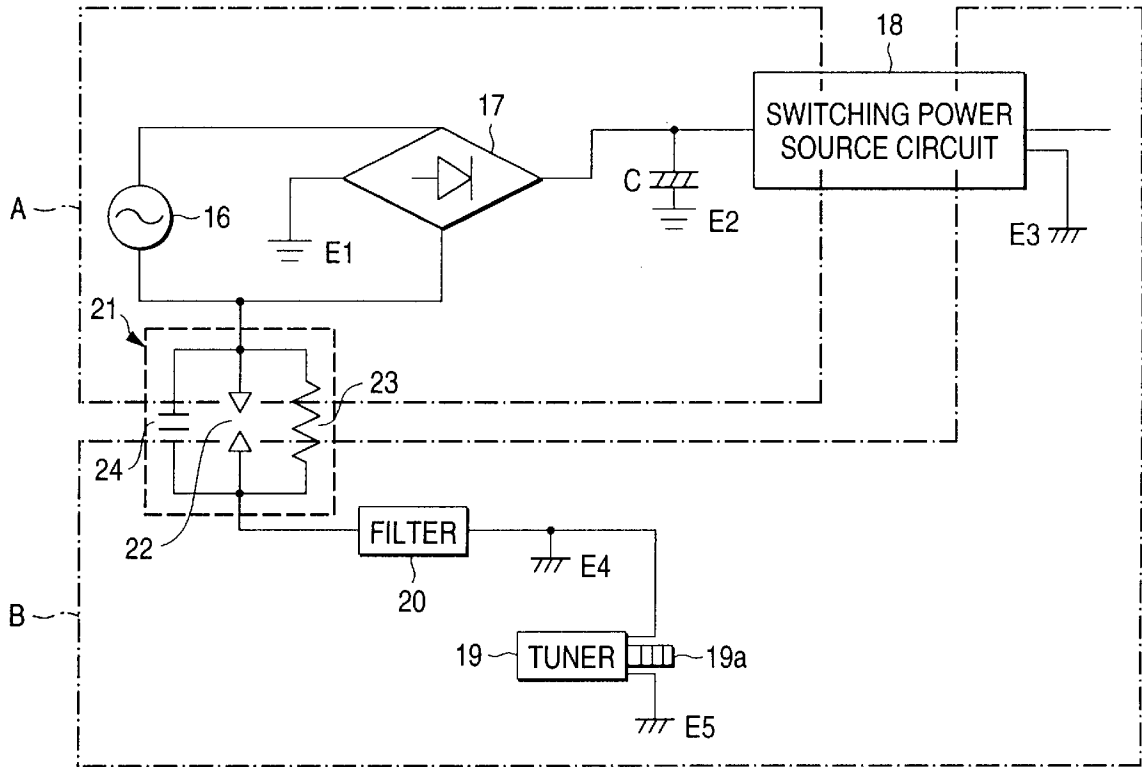 18
SWITCHING POWER
SOURCE CIRCUIT
17
A
16
E1
C
E2
E3
21
23
24
22
FILTER
E4
20
B
19
TUNER
19a
E5